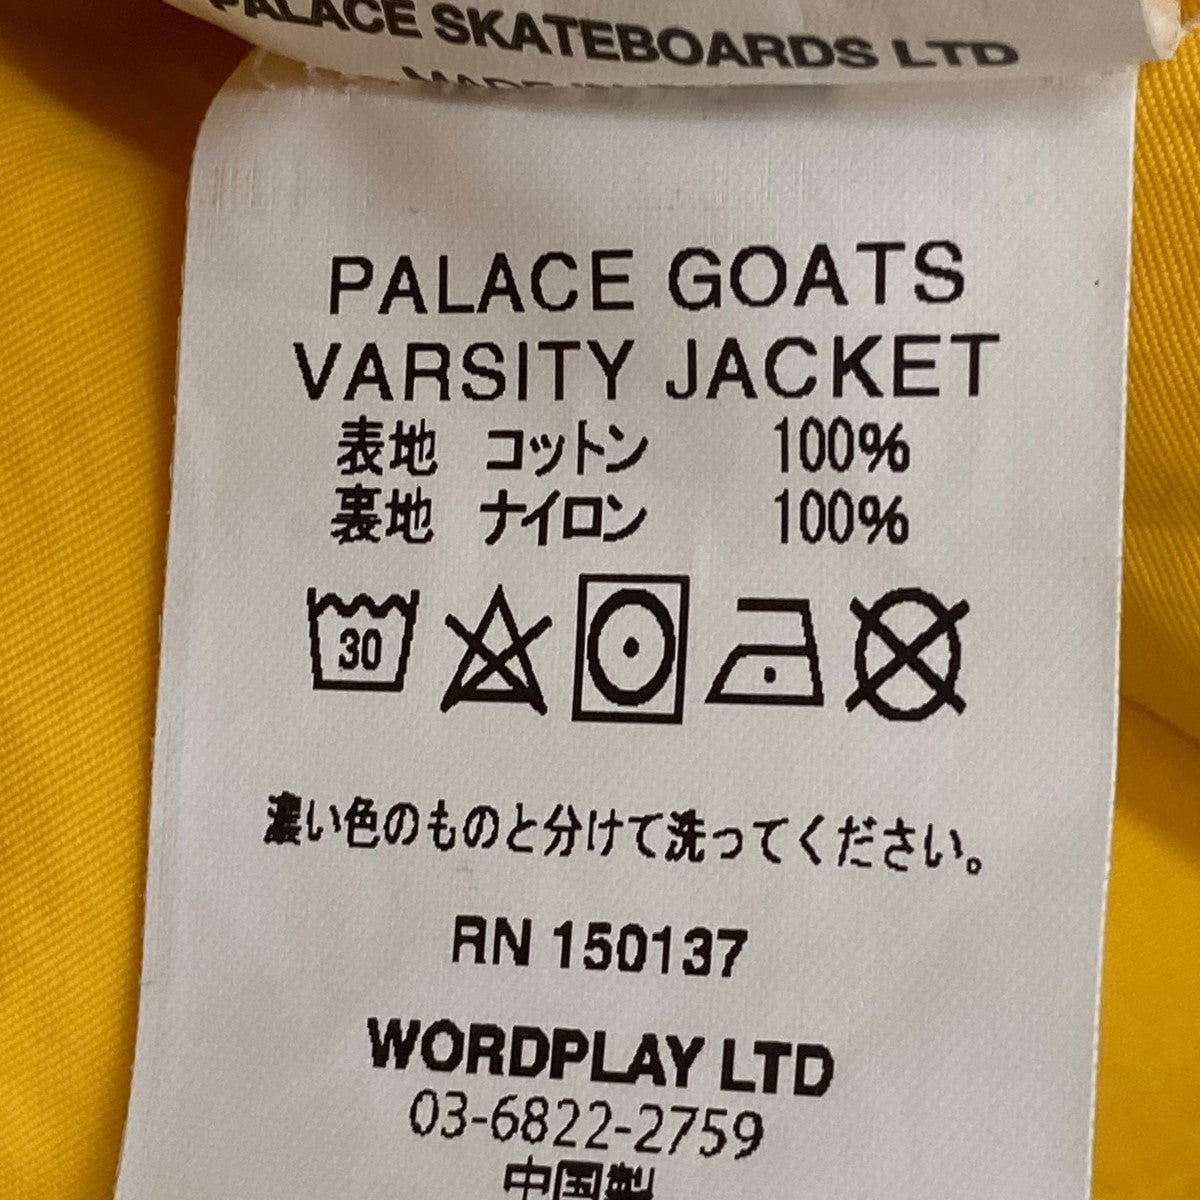 PALACE SKATEBOARDS LTD
PALACE GOATS
VARSITY JACKET
表地 コットン 100%
裏地 ナイロン 100%
30
濃い色のものと分けて洗ってください。
RN 150137
WORDPLAY LTD
03-6822-2759
中国製